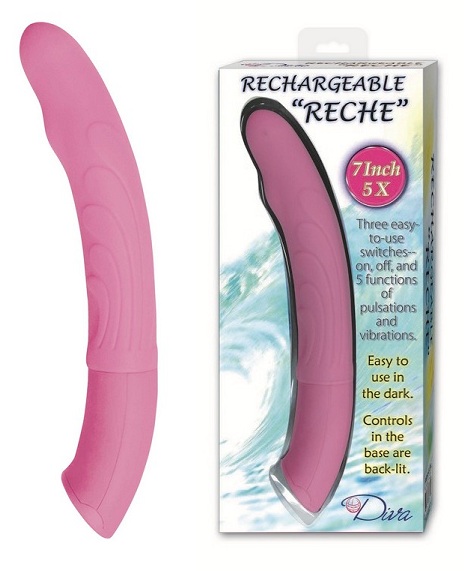 RECHARGEABLE
"RECHE"
7Inch
5X
Three easy-
to-use
switches--
on, off, and
5 functions
of
pulsations
and
vibrations.
Easy to
use in
the dark.
Controls
in the
base are
back-lit.
Diva